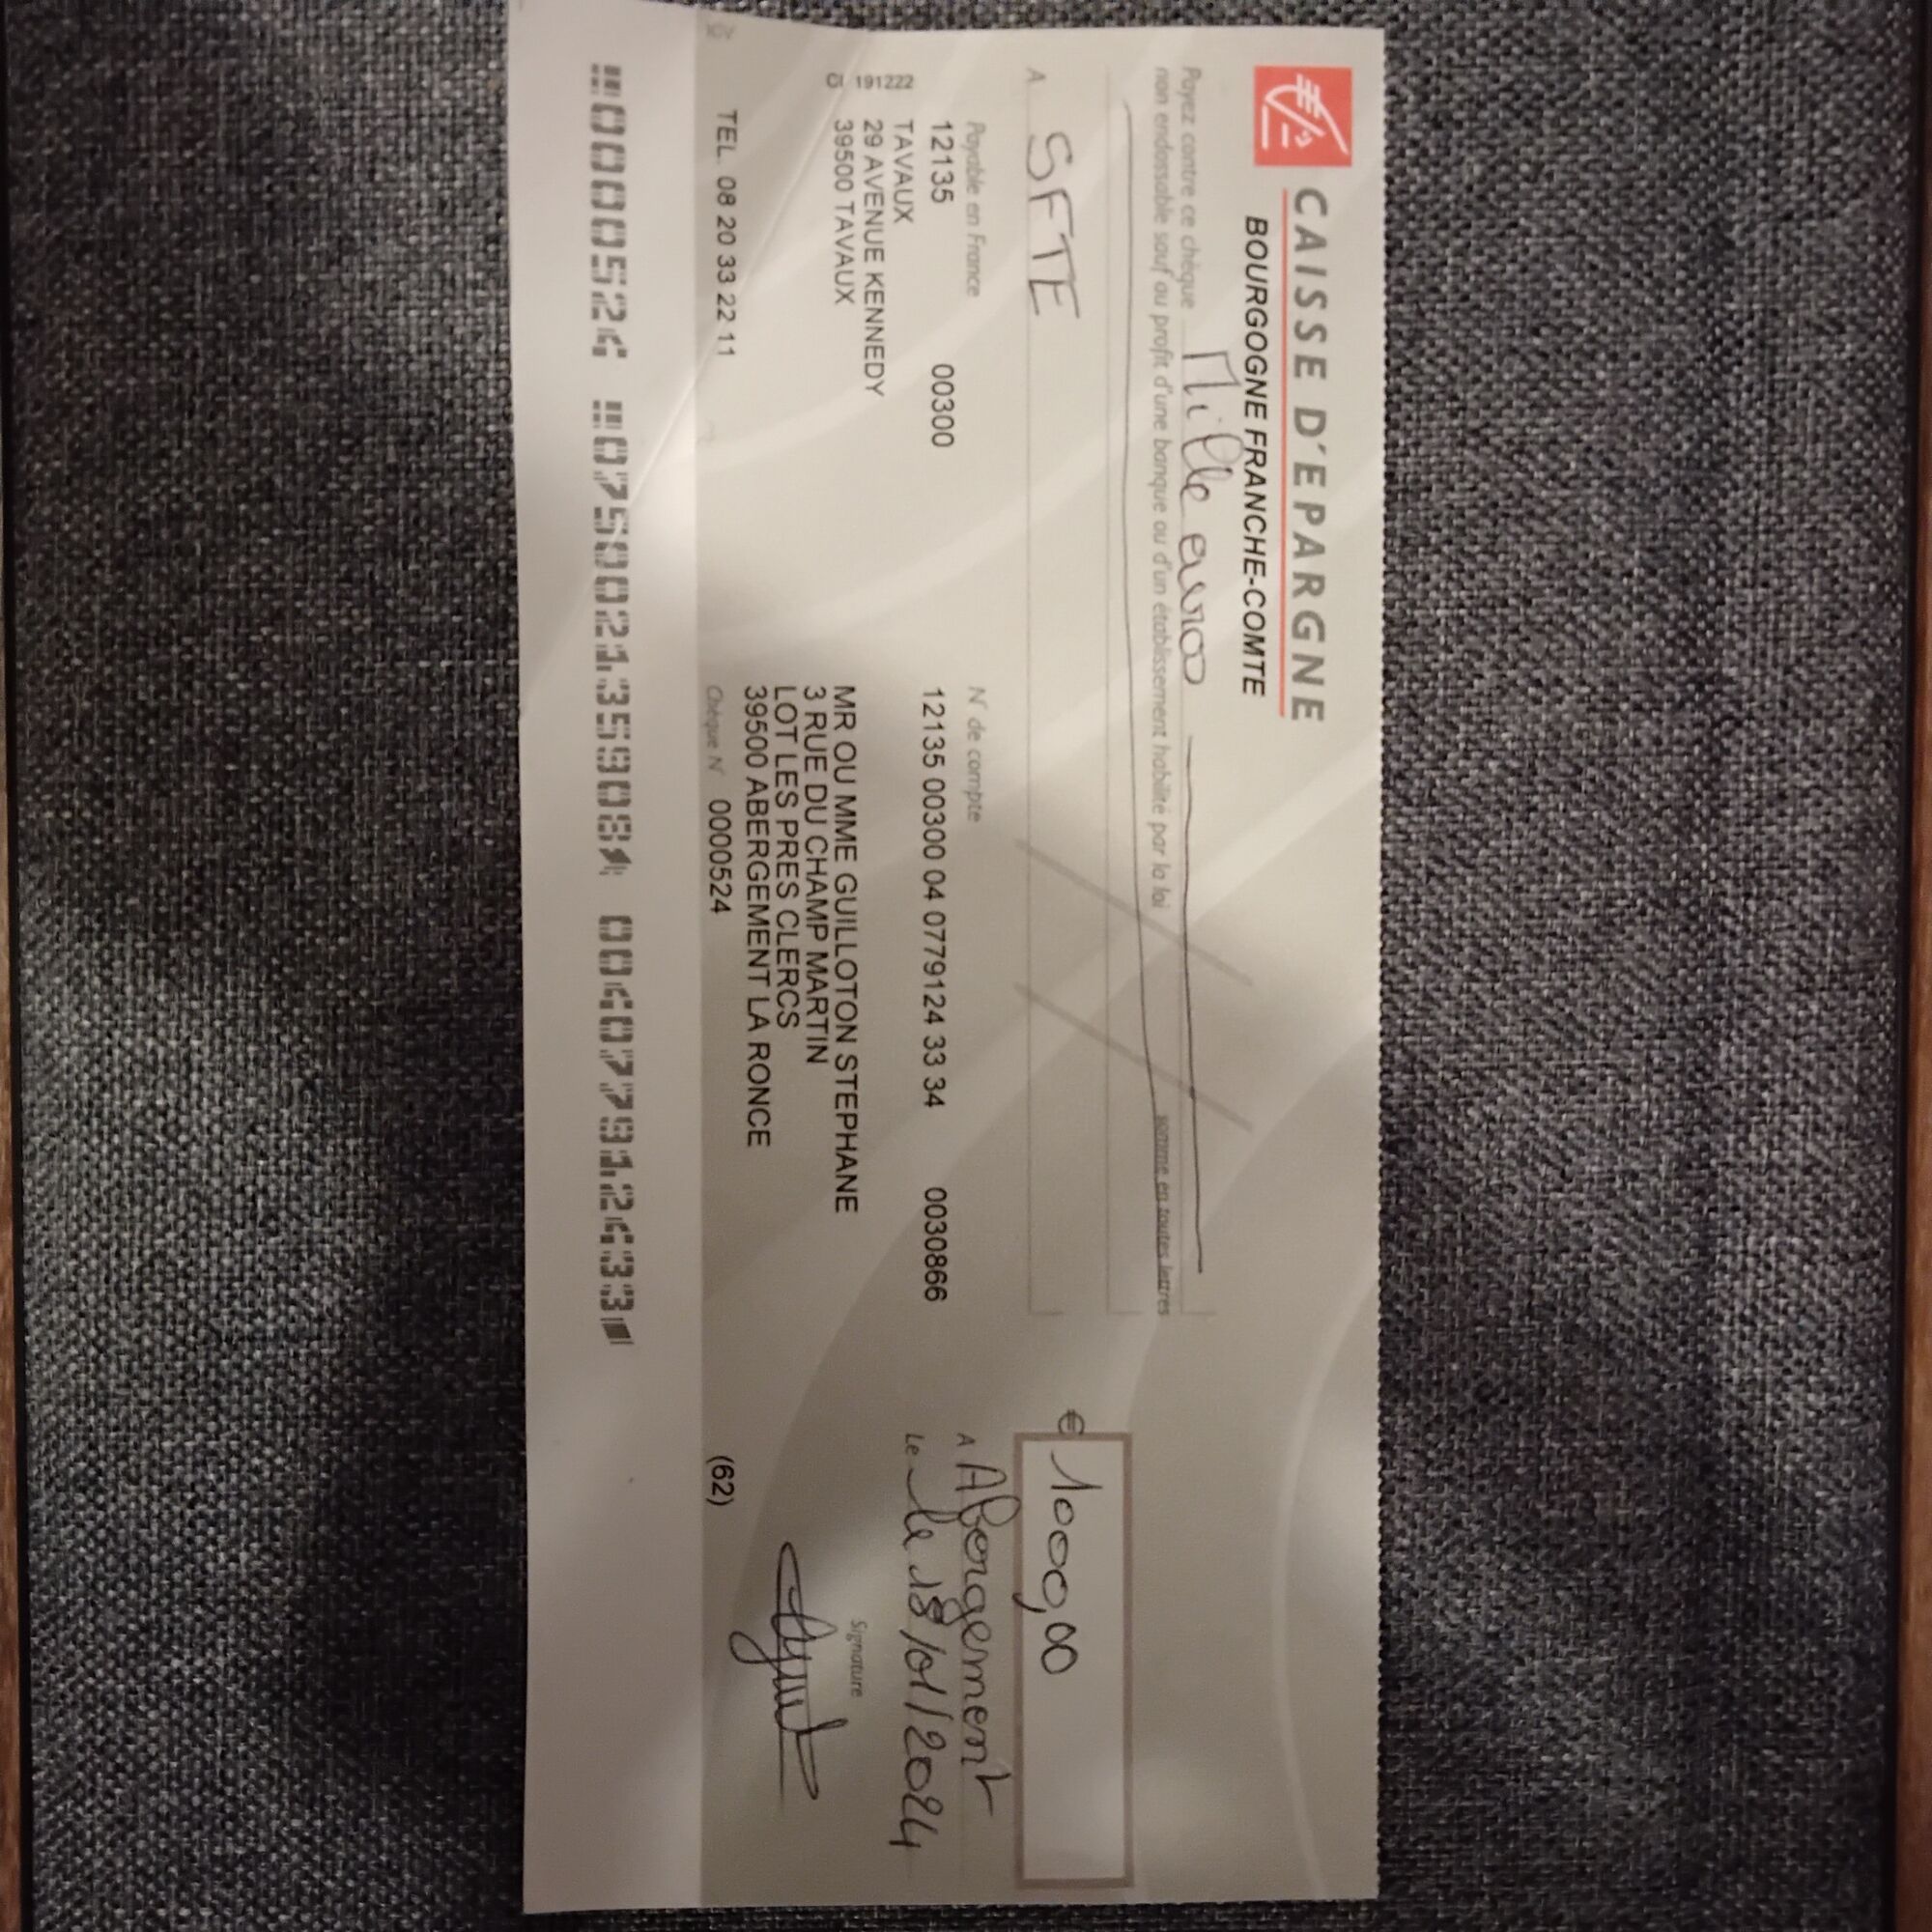 CAISSE D'EPARGNE
BOURGOGNE FRANCHE-COMTE
Payez contre ce chèque Mille euros
non endossable sauf au profit d'une banque ou d'un établissement habilité par la loi somme en toutes lettres
A SFTE
€ 1000,00
Payable en France
N° de compte
12135 00300 12135 00300 04 0779124 33 34 0030866
A Abergement
Le le 18/01/2024
TAVAUX
29 AVENUE KENNEDY
39500 TAVAUX
CI 191222
MR OU MME GUILLOTON STEPHANE
3 RUE DU CHAMP MARTIN
LOT LES PRES CLERCS
39500 ABERGEMENT LA RONCE
Signature
TEL 08 20 33 22 11
Chèque N° 0000524
(62)
0000524 075002135908 004077912433